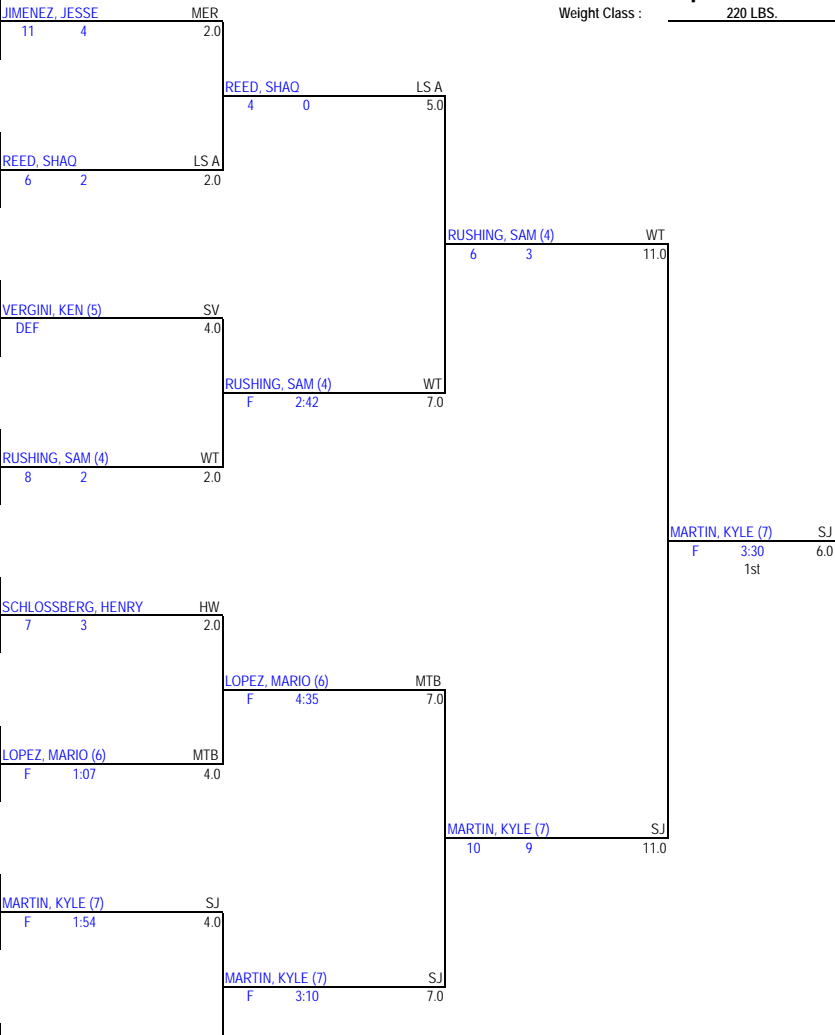 Weight Class : 220 LBS.
JIMENEZ, JESSE MER
11 4 2.0
REED, SHAQ LS A
4 0 5.0
REED, SHAQ LS A
6 2 2.0
RUSHING, SAM (4) WT
6 3 11.0
VERGINI, KEN (5) SV
DEF 4.0
RUSHING, SAM (4) WT
F 2:42 7.0
RUSHING, SAM (4) WT
8 2 2.0
MARTIN, KYLE (7) SJ
F 3:30 6.0
1st
SCHLOSSBERG, HENRY HW
7 3 2.0
LOPEZ, MARIO (6) MTB
F 4:35 7.0
LOPEZ, MARIO (6) MTB
F 1:07 4.0
MARTIN, KYLE (7) SJ
10 9 11.0
MARTIN, KYLE (7) SJ
F 1:54 4.0
MARTIN, KYLE (7) SJ
F 3:10 7.0